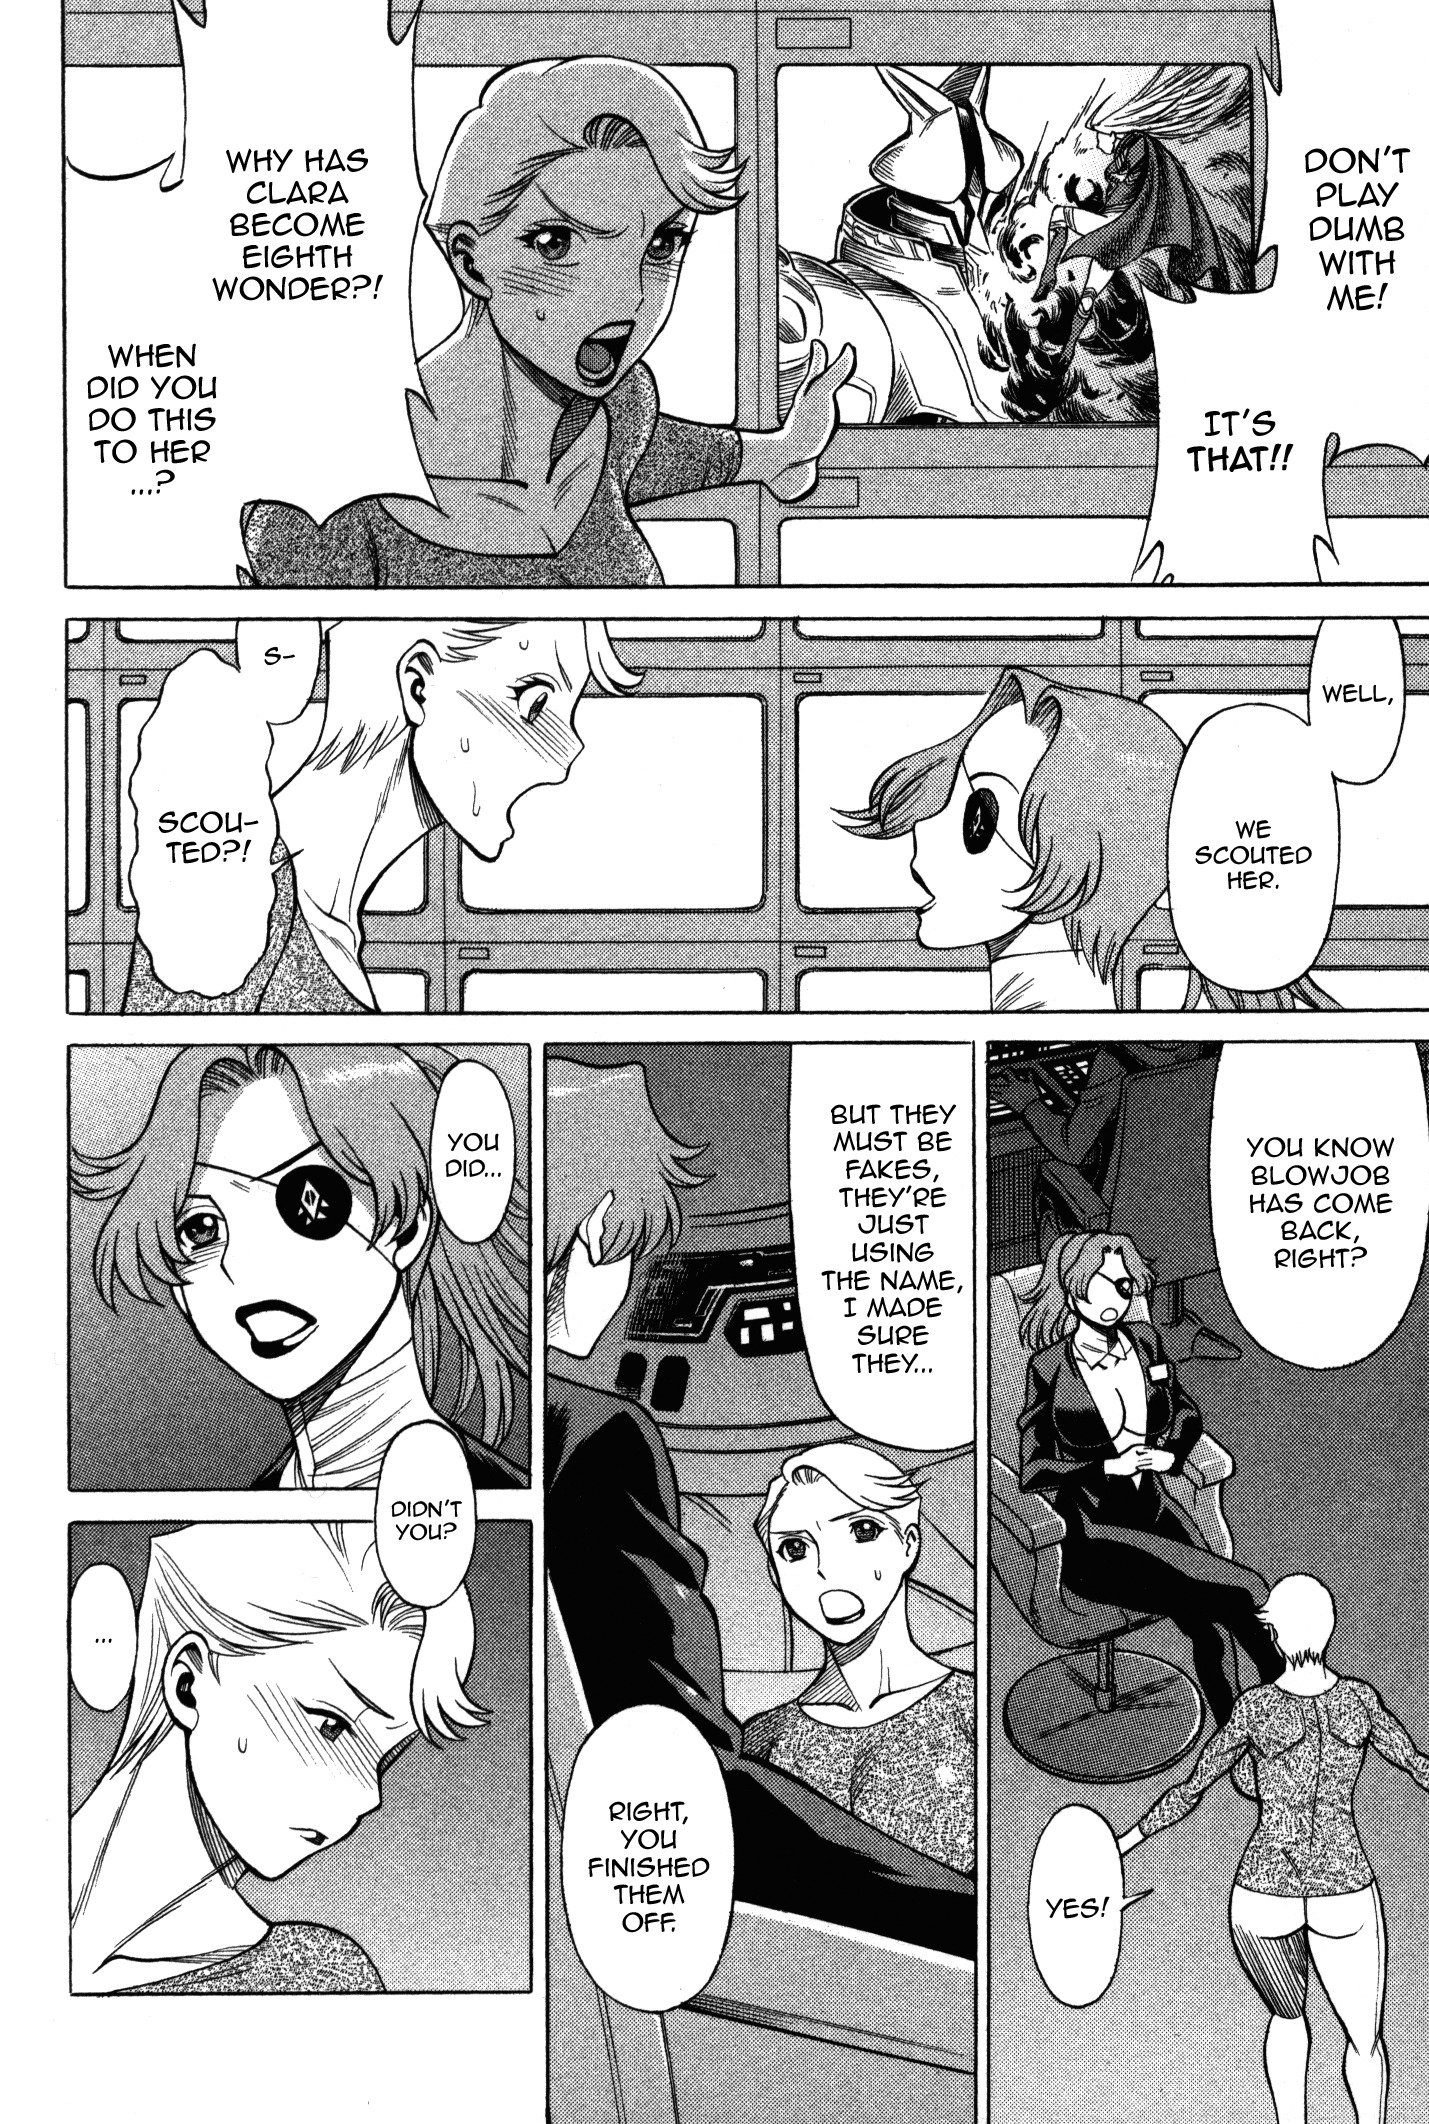 DON'T
PLAY
DUMB
WITH
ME!
IT'S
THAT!!
WHY HAS
CLARA
BECOME
EIGHTH
WONDER?!
WHEN
DID YOU
DO THIS
TO HER
...?
WELL,
WE
SCOUTED
HER.
S-
SCOU-
TED?!
YOU KNOW
BLOWJOB
HAS COME
BACK,
RIGHT?
YES!
BUT THEY
MUST BE
FAKES,
THEY'RE
JUST
USING
THE NAME,
I MADE
SURE
THEY...
RIGHT,
YOU
FINISHED
THEM
OFF.
YOU
DID...
DIDN'T
YOU?
...